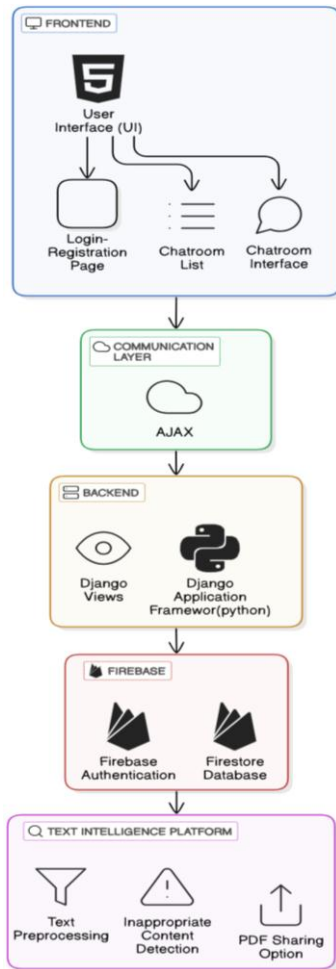 FRONTEND
User
Interface (UI)
Login-
Registration
Page
Chatroom
List
Chatroom
Interface
COMMUNICATION
LAYER
AJAX
BACKEND
Django
Views
Django
Application
Framewor(python)
FIREBASE
Firebase
Authentication
Firestore
Database
TEXT INTELLIGENCE PLATFORM
Text
Preprocessing
Inappropriate
Content
Detection
PDF Sharing
Option